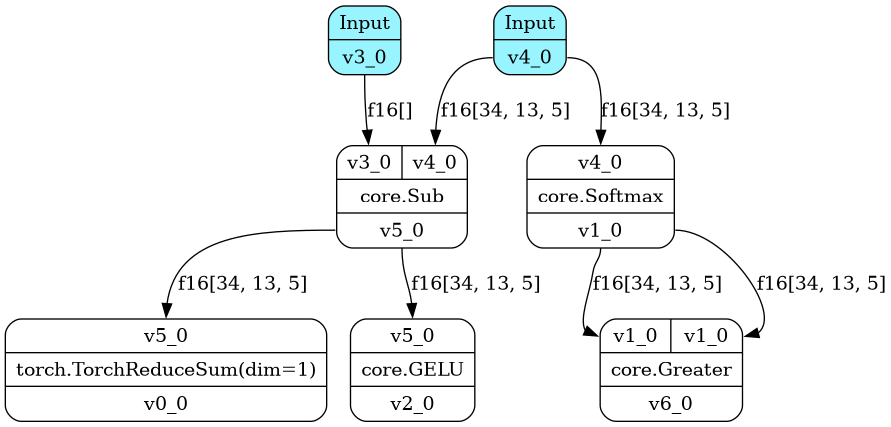 Input
v3_0
Input
v4_0
f16[]
f16[34, 13, 5]
f16[34, 13, 5]
v3_0 v4_0
core.Sub
v5_0
v4_0
core.Softmax
v1_0
f16[34, 13, 5]
f16[34, 13, 5]
f16[34, 13, 5]
f16[34, 13, 5]
v5_0
torch.TorchReduceSum(dim=1)
v0_0
v5_0
core.GELU
v2_0
v1_0 v1_0
core.Greater
v6_0